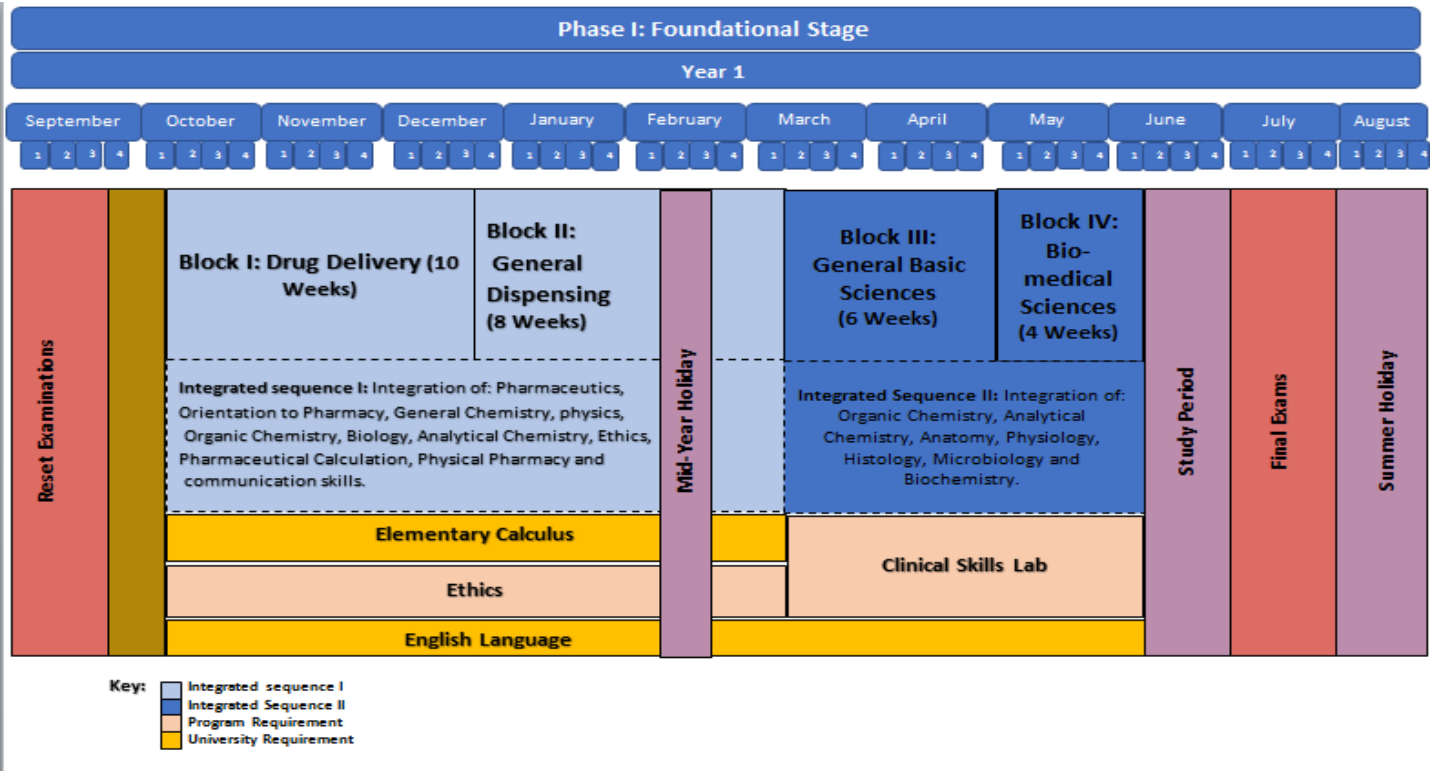 Phase I: Foundational Stage
Year 1
September October November December January February March April May June July August
1 2 3 4 1 2 3 4 1 2 3 4 1 2 3 4 1 2 3 4 1 2 3 4 1 2 3 4 1 2 3 4 1 2 3 4 1 2 3 4 1 2 3 4 1 2 3 4
Reset Examinations
Block I: Drug Delivery (10
Weeks)
Block II:
General
Dispensing
(8 Weeks)
Integrated sequence I: Integration of: Pharmaceutics,
Orientation to Pharmacy, General Chemistry, physics,
Organic Chemistry, Biology, Analytical Chemistry, Ethics,
Pharmaceutical Calculation, Physical Pharmacy and
communication skills.
Elementary Calculus
Ethics
English Language
Mid-Year Holiday
Block III:
General Basic
Sciences
(6 Weeks)
Block IV:
Bio-
medical
Sciences
(4 Weeks)
Integrated Sequence II: Integration of:
Organic Chemistry, Analytical
Chemistry, Anatomy, Physiology,
Histology, Microbiology and
Biochemistry.
Clinical Skills Lab
Study Period
Final Exams
Summer Holiday
Key:
Integrated sequence I
Integrated Sequence II
Program Requirement
University Requirement